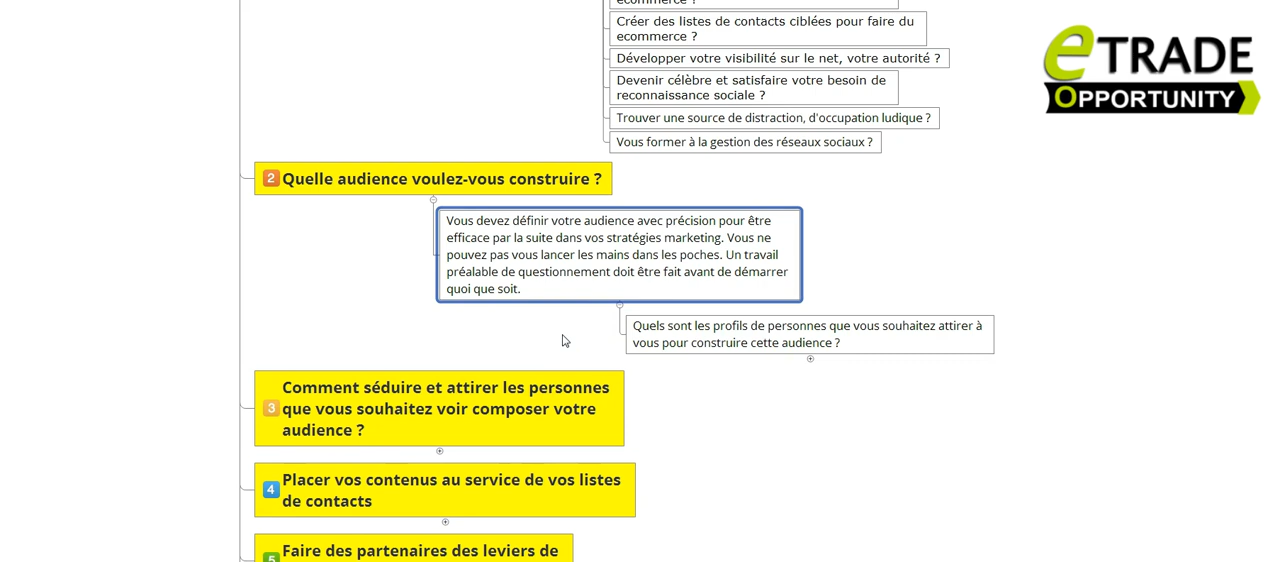 ecommerce ?
Créer des listes de contacts ciblées pour faire du
ecommerce ?
Développer votre visibilité sur le net, votre autorité ?
Devenir célèbre et satisfaire votre besoin de
reconnaissance sociale ?
Trouver une source de distraction, d'occupation ludique ?
Vous former à la gestion des réseaux sociaux ?
eTRADE
OPPORTUNITY
2 Quelle audience voulez-vous construire ?
Vous devez définir votre audience avec précision pour être
efficace par la suite dans vos stratégies marketing. Vous ne
pouvez pas vous lancer les mains dans les poches. Un travail
préalable de questionnement doit être fait avant de démarrer
quoi que soit.
Quels sont les profils de personnes que vous souhaitez attirer à
vous pour construire cette audience ?
Comment séduire et attirer les personnes
3 que vous souhaitez voir composer votre
audience ?
4 Placer vos contenus au service de vos listes
de contacts
5 Faire des partenaires des leviers de